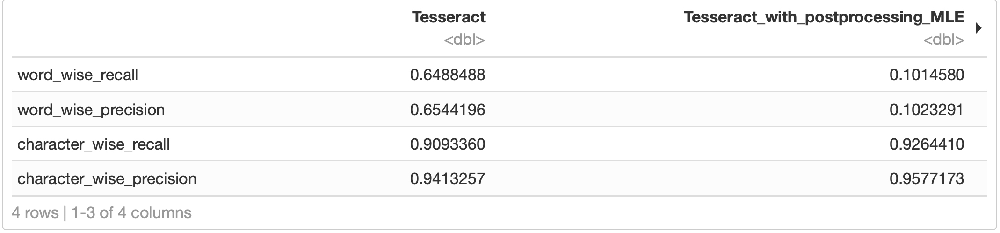 Tesseract Tesseract_with_postprocessing_MLE
<dbl> <dbl>
word_wise_recall 0.6488488 0.1014580
word_wise_precision 0.6544196 0.1023291
character_wise_recall 0.9093360 0.9264410
character_wise_precision 0.9413257 0.9577173
4 rows | 1-3 of 4 columns